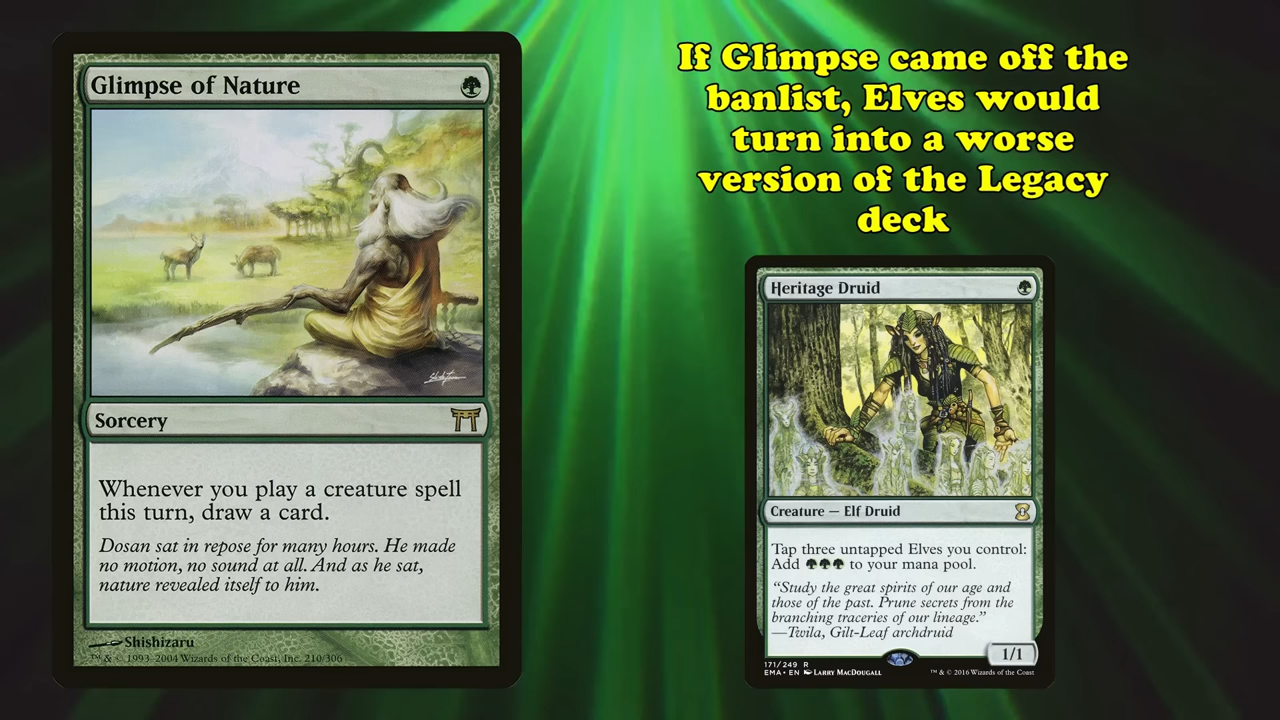 Glimpse of Nature
Sorcery
Whenever you play a creature spell
this turn, draw a card.
Dosan sat in repose for many hours. He made
no motion, no sound at all. And as he sat,
nature revealed itself to him.
Shishizaru
™ & © 1993–2004 Wizards of the Coast, Inc. 210/306
If Glimpse came off the
banlist, Elves would
turn into a worse
version of the Legacy
deck
Heritage Druid
Creature — Elf Druid
Tap three untapped Elves you control:
Add to your mana pool.
“Study the great spirits of our age and
those of the past. Prune secrets from the
branching traceries of our lineage.”
—Twila, Gilt-Leaf archdruid
1/1
171/249 R
EMA • EN Larry MacDougall
™ & © 2016 Wizards of the Coast